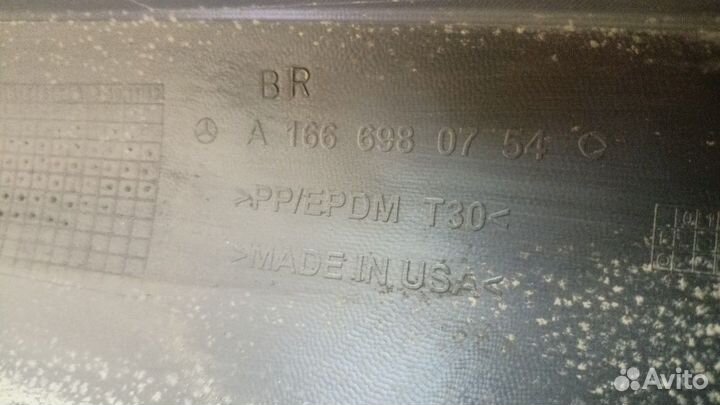 BR
A 166 698 07 54
>PP/EPDM T30<
>MADE IN USA<
Avito